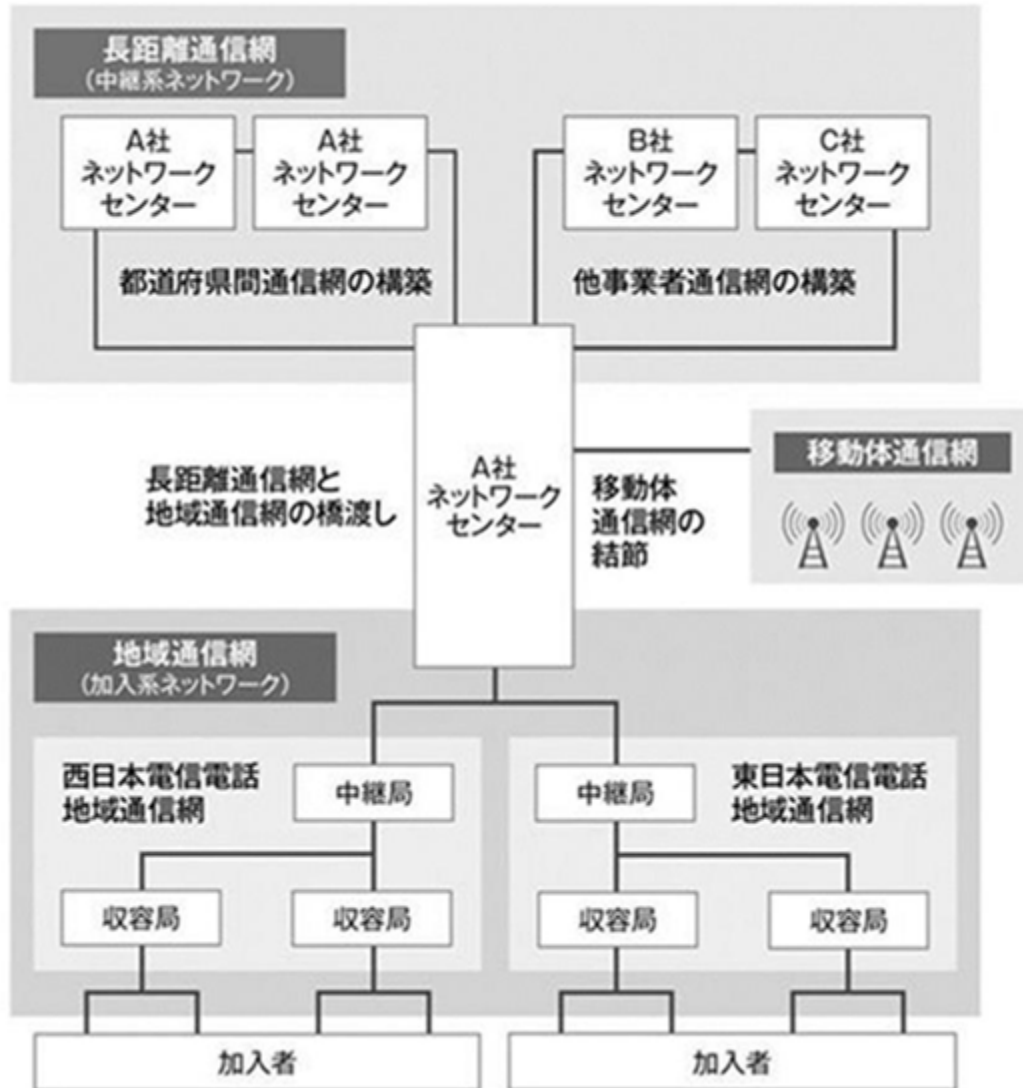 長距離通信網
(中継系ネットワーク)
A社
ネットワーク
センター
A社
ネットワーク
センター
B社
ネットワーク
センター
C社
ネットワーク
センター
都道府県間通信網の構築
他事業者通信網の構築
長距離通信網と
地域通信網の橋渡し
A社
ネットワーク
センター
移動体
通信網の
結節
移動体通信網
地域通信網
(加入系ネットワーク)
西日本電信電話
地域通信網
中継局
収容局
収容局
中継局
東日本電信電話
地域通信網
収容局
収容局
加入者
加入者